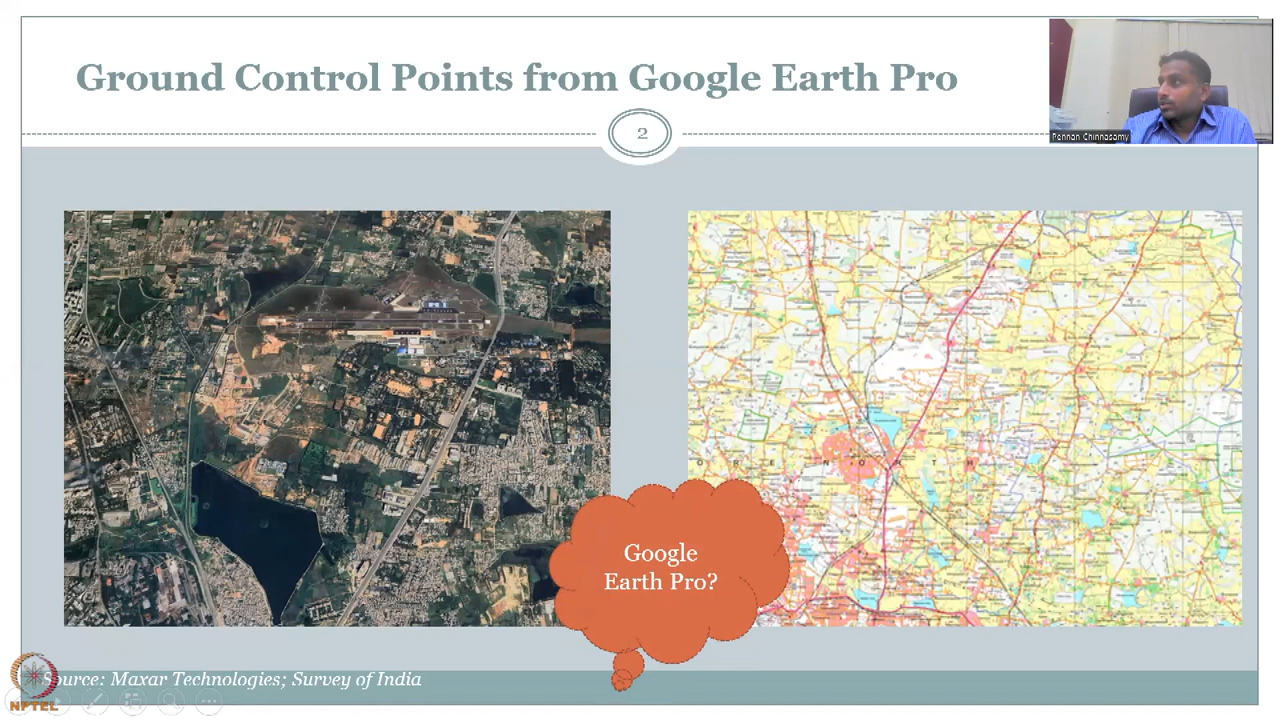 Ground Control Points from Google Earth Pro
Pennan Chinnasamy
2
O R E N O R T H
Google
Earth Pro?
Source: Maxar Technologies; Survey of India
NPTEL